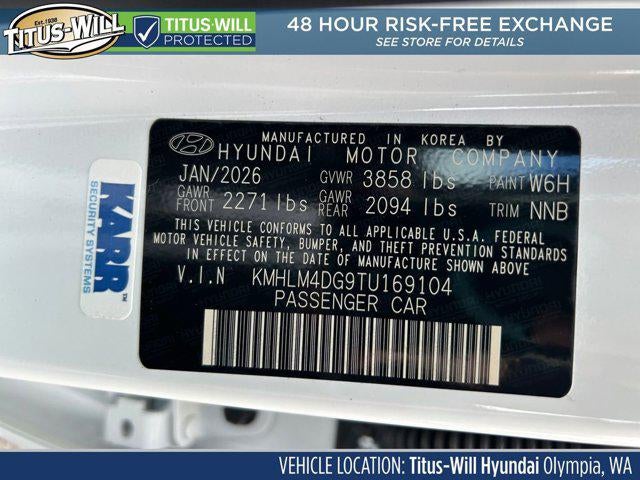 Est. 1938
TITUS-WILL
TITUS-WILL
PROTECTED
48 HOUR RISK-FREE EXCHANGE
SEE STORE FOR DETAILS
MANUFACTURED IN KOREA BY
HYUNDAI MOTOR COMPANY
JAN/2026 GVWR 3858 lbs PAINT W6H
GAWR FRONT 2271 lbs GAWR REAR 2094 lbs TRIM NNB
THIS VEHICLE CONFORMS TO ALL APPLICABLE U.S.A. FEDERAL
MOTOR VEHICLE SAFETY, BUMPER, AND THEFT PREVENTION STANDARDS
IN EFFECT ON THE DATE OF MANUFACTURE SHOWN ABOVE.
V.I.N KMHLM4DG9TU169104
PASSENGER CAR
KARR™
SECURITY SYSTEMS
VEHICLE LOCATION: Titus-Will Hyundai Olympia, WA